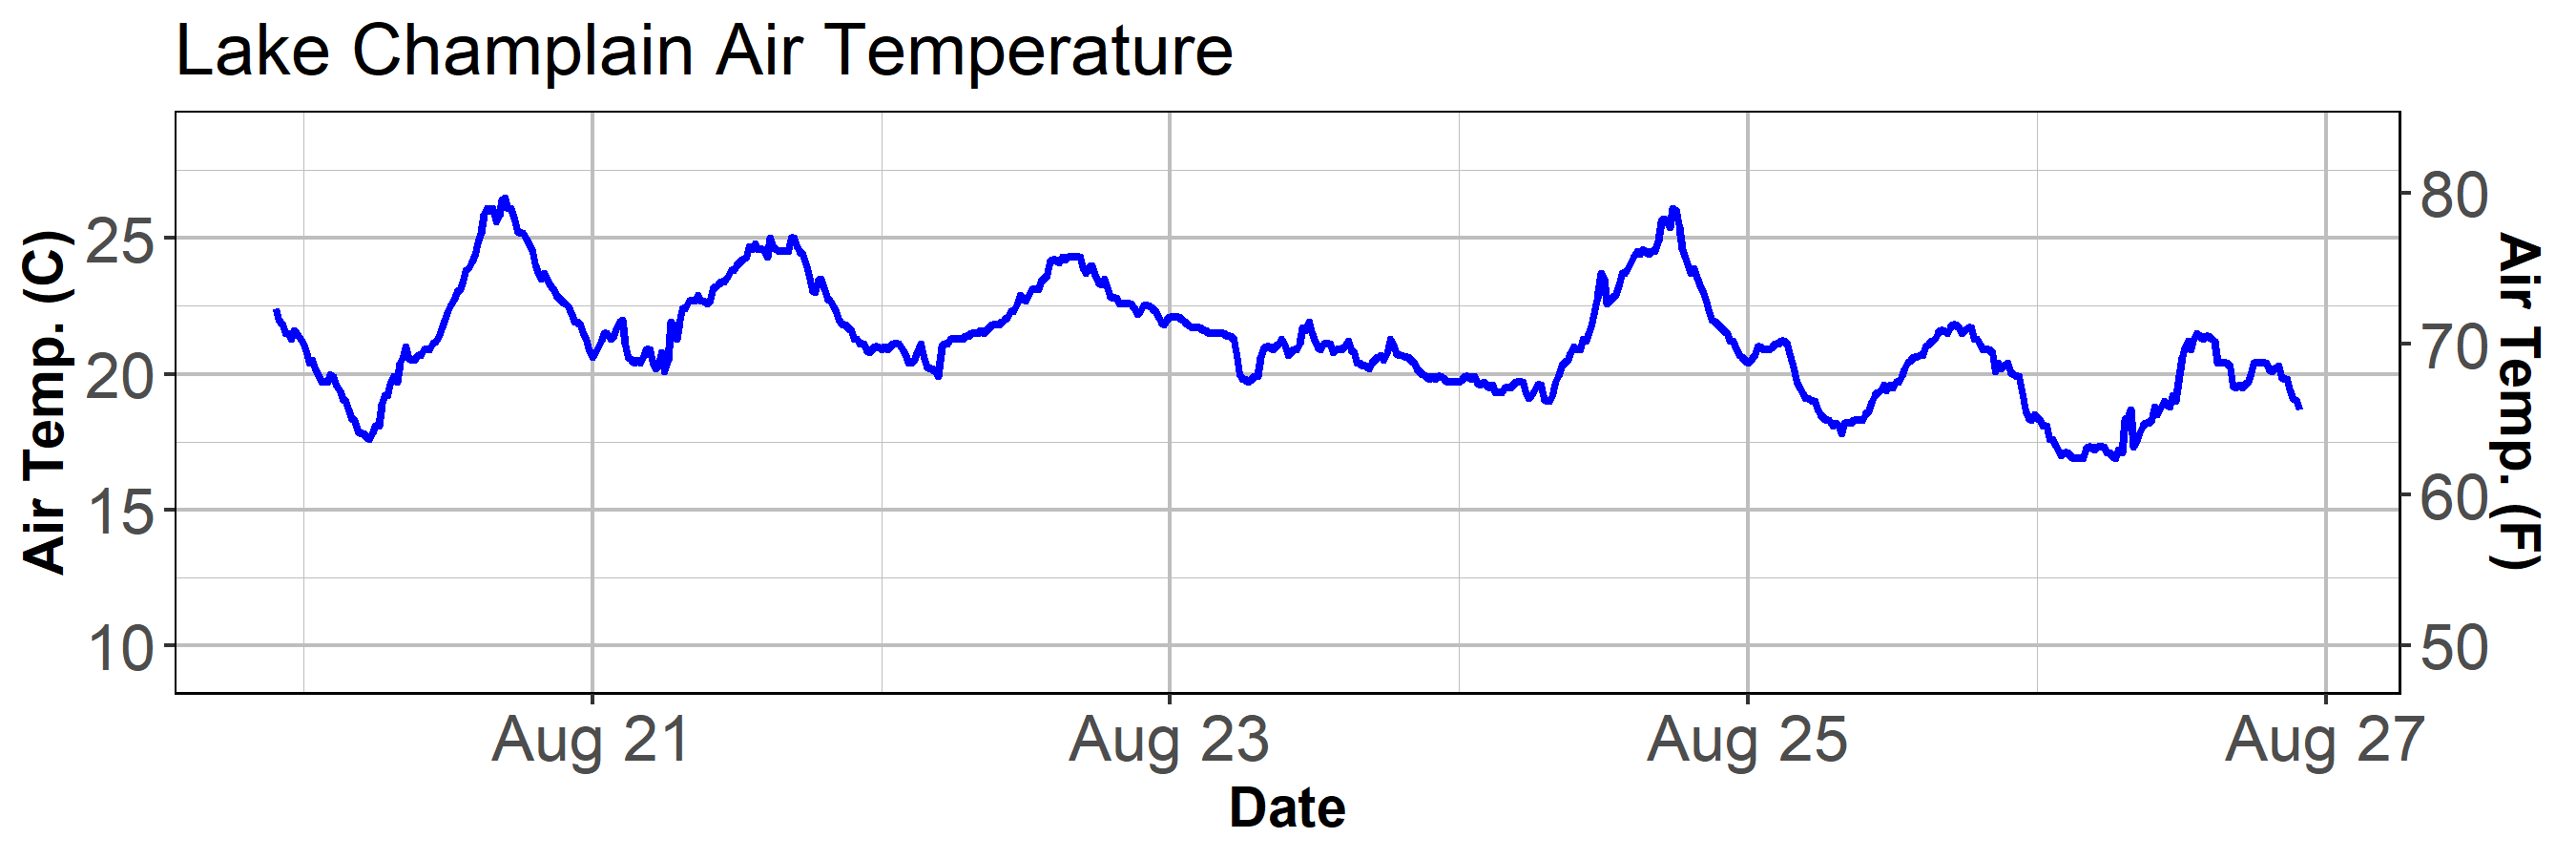 Lake Champlain Air Temperature
Air Temp. (C)
25
20
15
10
80
70
60
50
Air Temp. (F)
Aug 21
Aug 23
Aug 25
Aug 27
Date